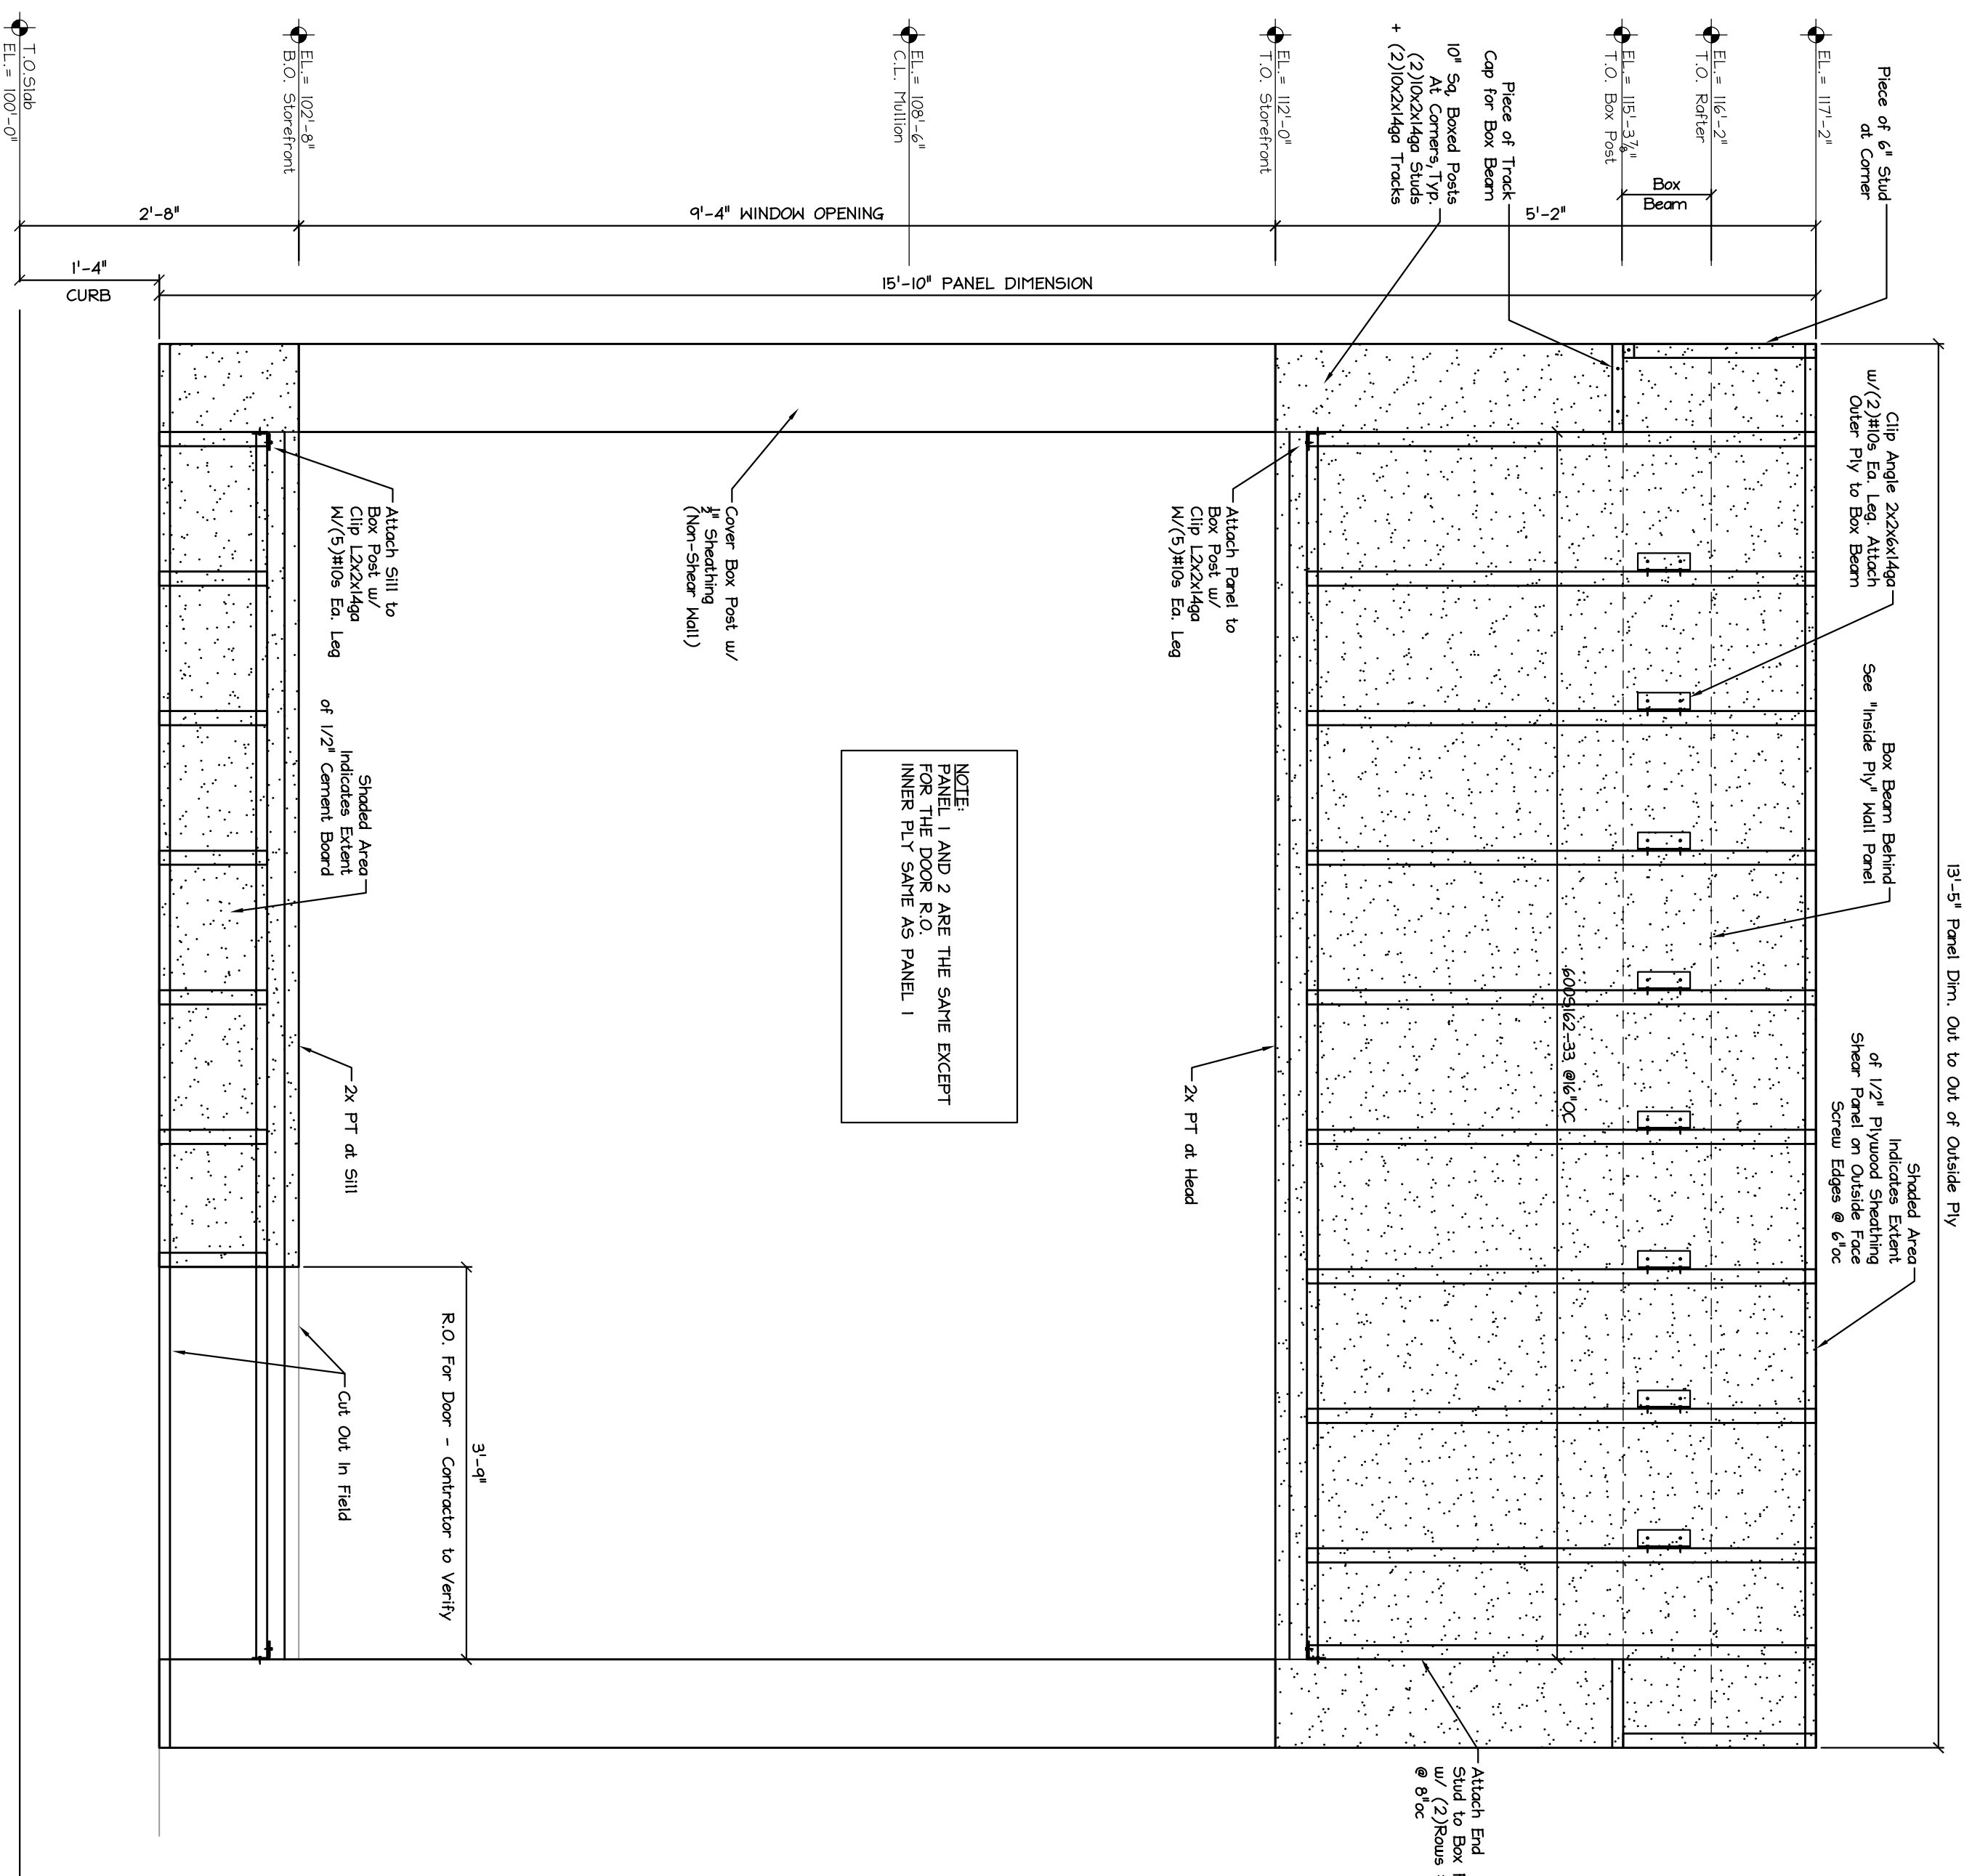 13'-5" Panel Dim. Out to Out of Outside Ply
Piece of 6" Stud
at Corner
Clip Angle 2x2x6x14ga
w/(2)#10s Ea. Leg. Attach
Outer Ply to Box Beam
Box Beam Behind
See "Inside Ply" Wall Panel
Shaded Area
Indicates Extent
of 1/2" Plywood Sheathing
Shear Panel on Outside Face
Screw Edges @ 6"oc
EL.= 117'-2"
EL.= 116'-2"
T.O. Rafter
EL.= 115'-3⅞"
T.O. Box Post
Box
Beam
Piece of Track
Cap for Box Beam
10" Sq. Boxed Posts
At Corners, Typ.
(2)10x2x14ga Studs
+ (2)10x2x14ga Tracks
5'-2"
600S162-33 @16"OC
Attach End
Stud to Box
w/ (2)Rows
@ 8"oc
EL.= 112'-0"
T.O. Storefront
Attach Panel to
Box Post w/
Clip L2x2x14ga
W/(5)#10s Ea. Leg
2x PT at Head
15'-10" PANEL DIMENSION
9'-4" WINDOW OPENING
EL.= 108'-6"
C.L. Mullion
NOTE:
PANEL 1 AND 2 ARE THE SAME EXCEPT
FOR THE DOOR R.O.
INNER PLY SAME AS PANEL 1
Cover Box Post w/
½" Sheathing
(Non-Shear Wall)
3'-9"
R.O. For Door - Contractor to Verify
Attach Sill to
Box Post w/
Clip L2x2x14ga
W/(5)#10s Ea. Leg
Shaded Area
Indicates Extent
of 1/2" Cement Board
2x PT at Sill
Cut Out In Field
EL.= 102'-8"
B.O. Storefront
2'-8"
1'-4"
CURB
T.O.Slab
EL.= 100'-0"